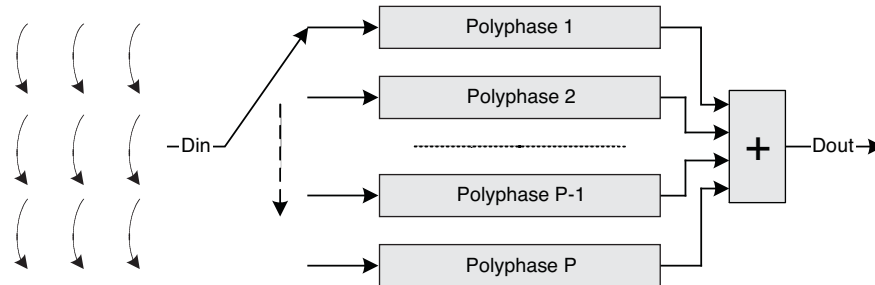 Polyphase 1
Polyphase 2
Din
+
Dout
Polyphase P-1
Polyphase P